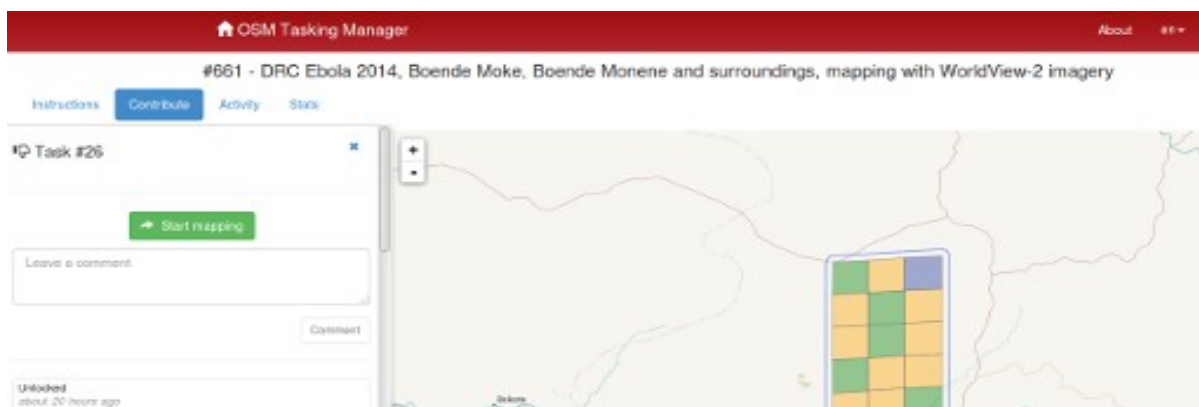 OSM Tasking Manager
About en
#661 - DRC Ebola 2014, Boende Moke, Boende Monene and surroundings, mapping with WorldView-2 imagery
Instructions Contribute Activity Stats
Task #26
+
-
Start mapping
Leave a comment
Comment
Unlocked
about 20 hours ago